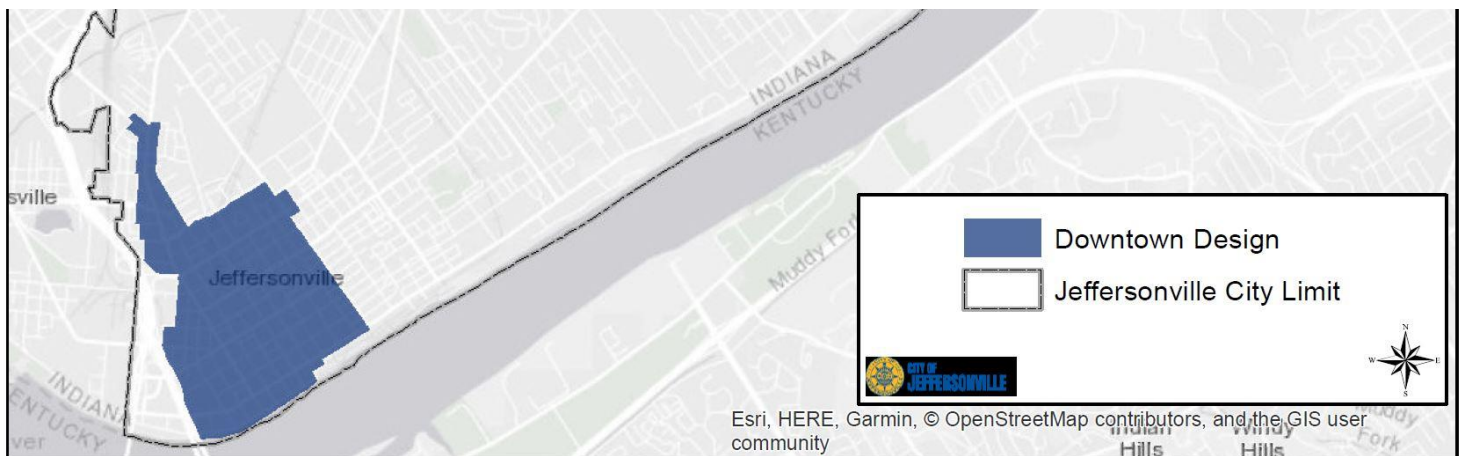 INDIANA
KENTUCKY
sville
Jeffersonville
Muddy Fork
Downtown Design
Jeffersonville City Limit
N
W
E
S
CITY OF
JEFFERSONVILLE
INDIANA
KENTUCKY
ver
Esri, HERE, Garmin, © OpenStreetMap contributors, and the GIS user
community
Indian
Hills
Windy
Hills
Muddy
Fork